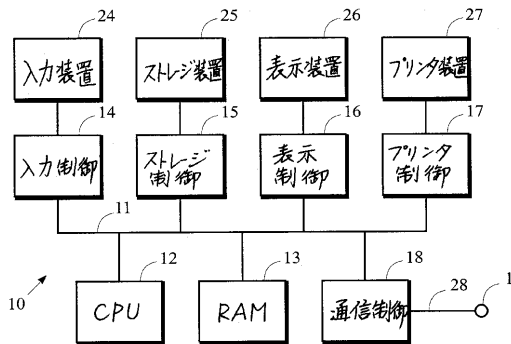 24
25
26
27
入力装置
ストレージ装置
表示装置
プリンタ装置
14
15
16
17
入力制御
ストレージ
制御
表示
制御
プリンタ
制御
11
12
13
18
10
CPU
RAM
通信制御
28
1